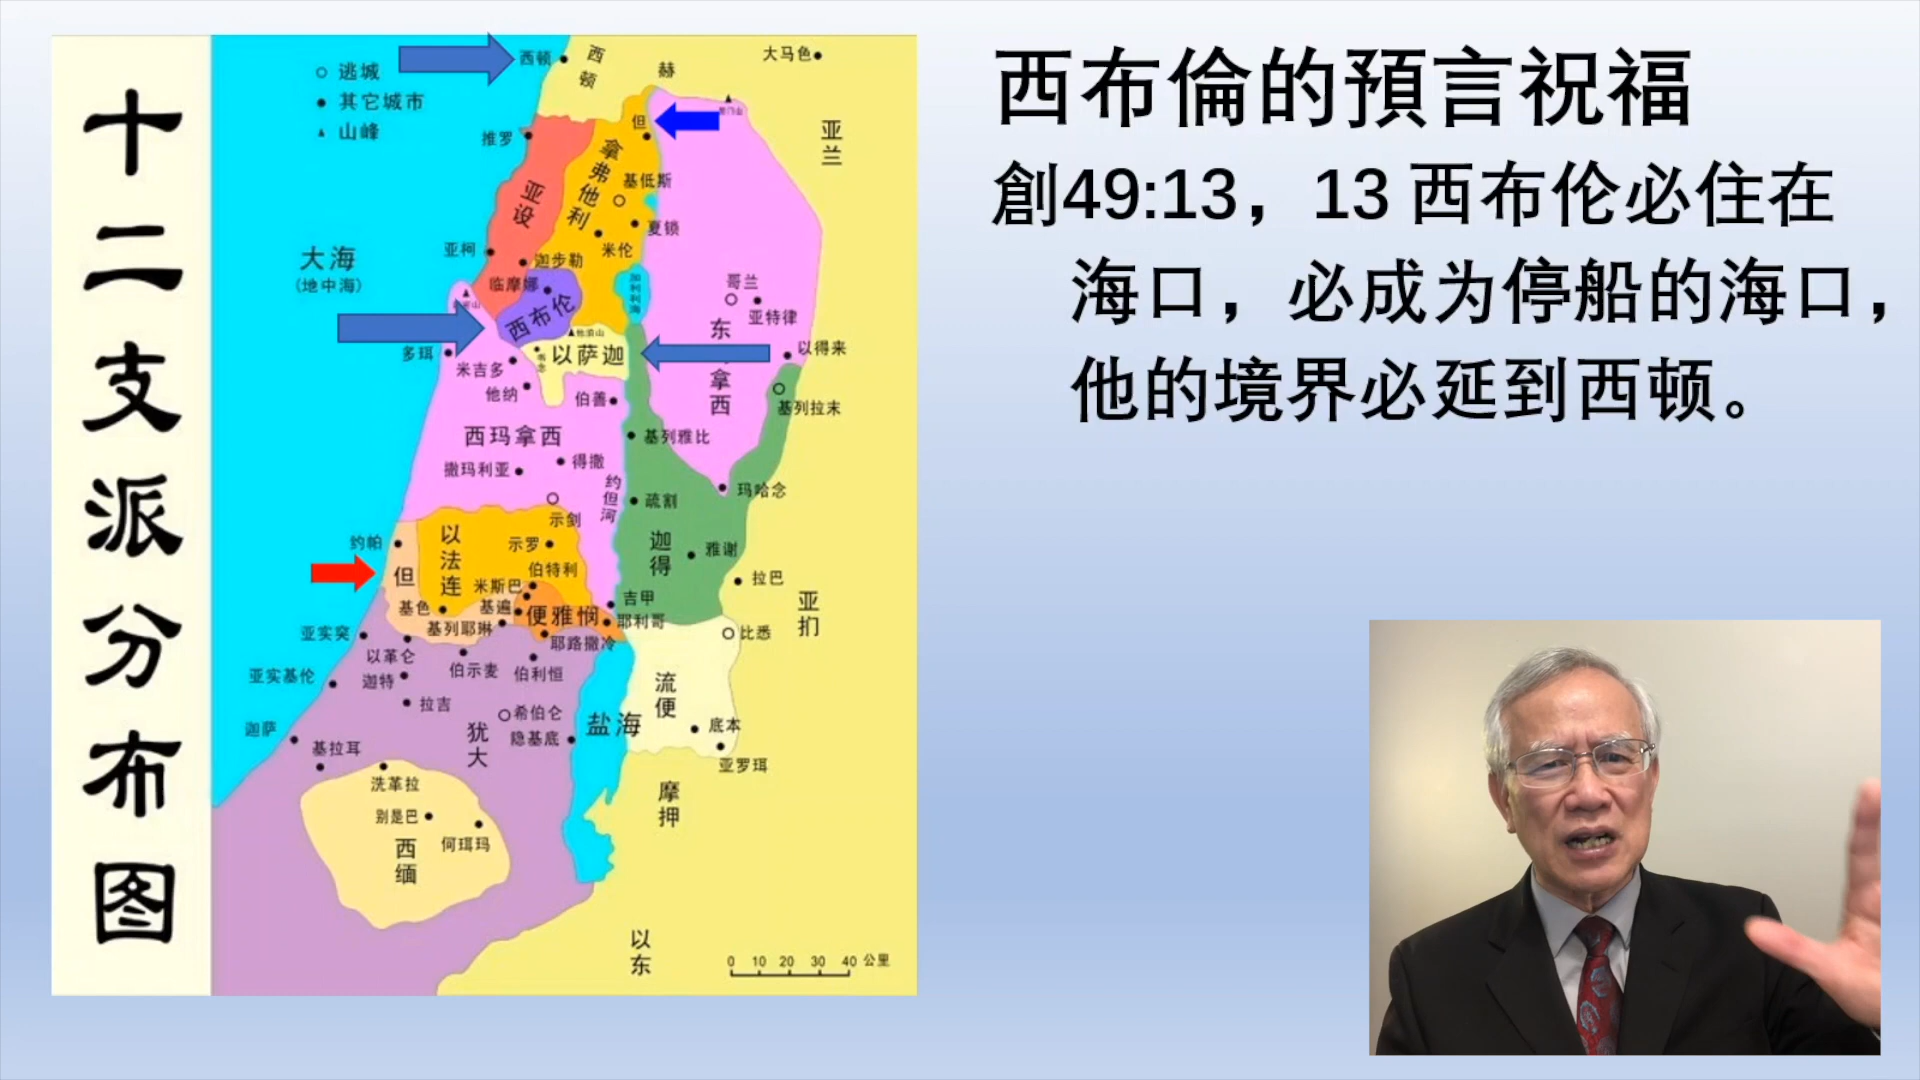 十二支派分布图
西布倫的預言祝福
創49:13，13 西布伦必住在
海口，必成为停船的海口，
他的境界必延到西顿。
逃城
其它城市
山峰
大海
(地中海)
西顿
西顿
大马色
赫
亚兰
推罗
但
拿弗他利
亚设
基低斯
夏锁
米伦
亚柯
迦步勒
临摩娜
西布伦
加利利海
哥兰
亚特律
东拿西
他泊山
以萨迦
以得来
多珥
米吉多
他纳
伯善
基列拉末
西玛拿西
基列雅比
撒玛利亚
得撒
约但河
疏割
玛哈念
示剑
约帕
以法连
示罗
迦得
雅谢
但
伯特利
米斯巴
拉巴
基色
基遍
便雅悯
吉甲
耶利哥
亚扪
亚实突
基列耶琳
耶路撒冷
比悉
以革仑
伯示麦
伯利恒
亚实基伦
迦特
流便
拉吉
希伯仑
迦萨
犹大
隐基底
盐海
底本
基拉耳
亚罗珥
洗革拉
摩押
别是巴
何珥玛
西缅
以东
0 10 20 30 40 公里